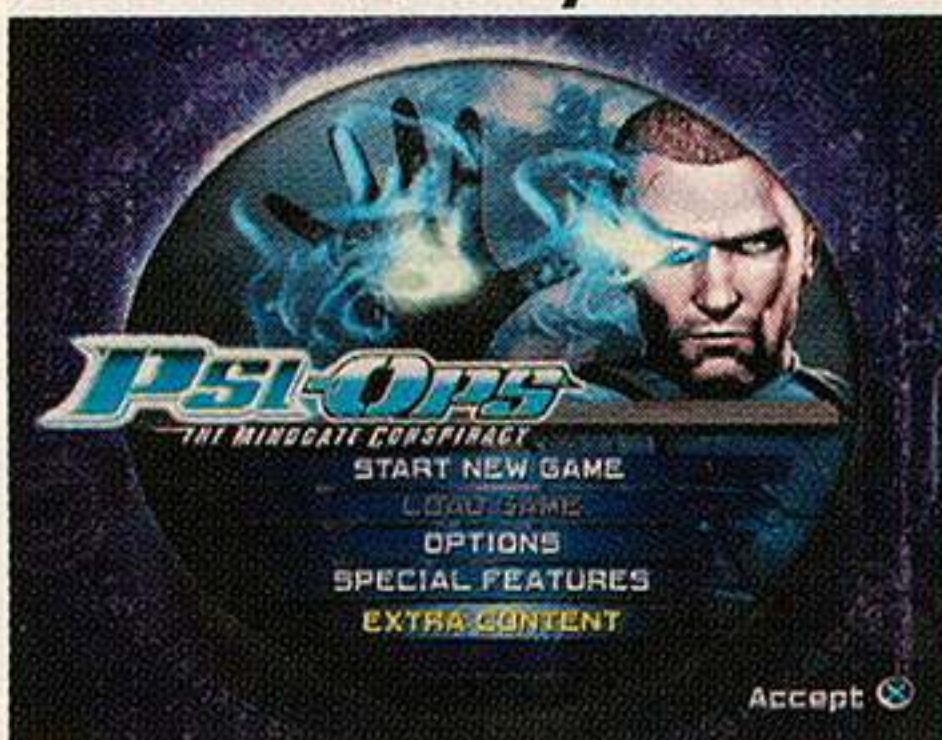 PSI-OPS
THE MINDGATE CONSPIRACY
START NEW GAME
LOAD GAME
OPTIONS
SPECIAL FEATURES
EXTRA CONTENT
Accept